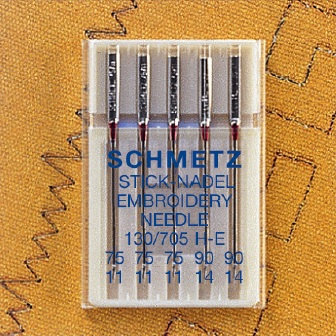 SCHMETZ
STICK-NADEL
EMBROIDERY
NEEDLE
130/705 H-E
75 75 75 90 90
11 11 11 14 14